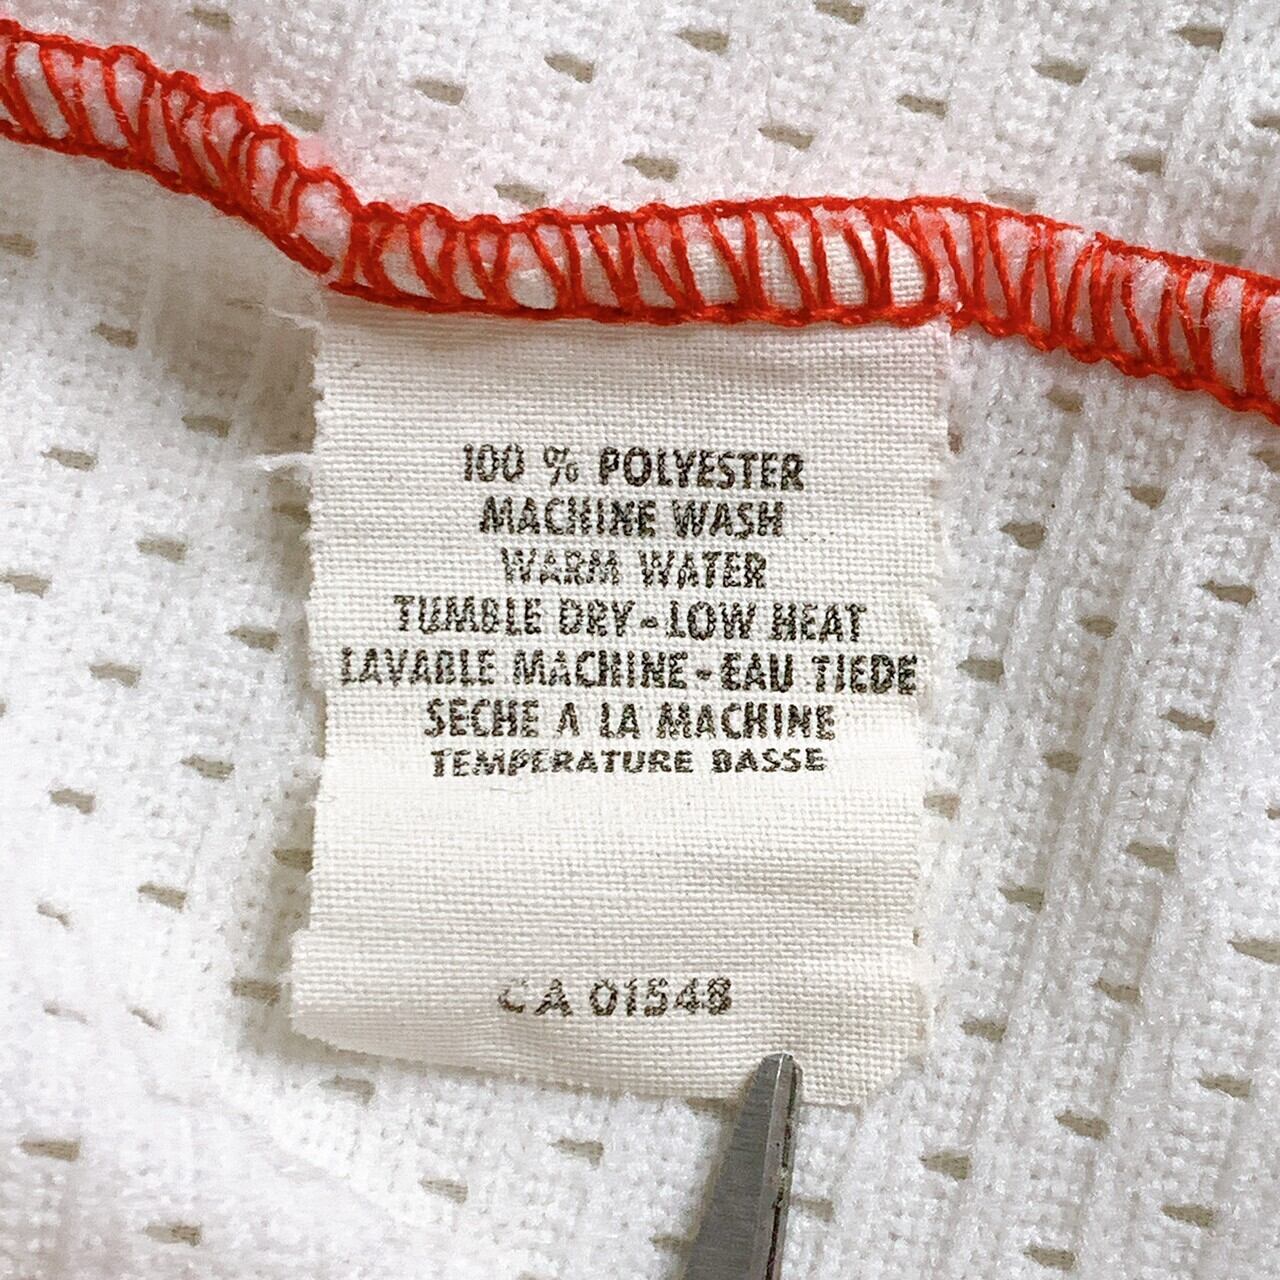 100 % POLYESTER
MACHINE WASH
WARM WATER
TUMBLE DRY-LOW HEAT
LAVABLE MACHINE-EAU TIEDE
SECHE A LA MACHINE
TEMPERATURE BASSE
CA 01548